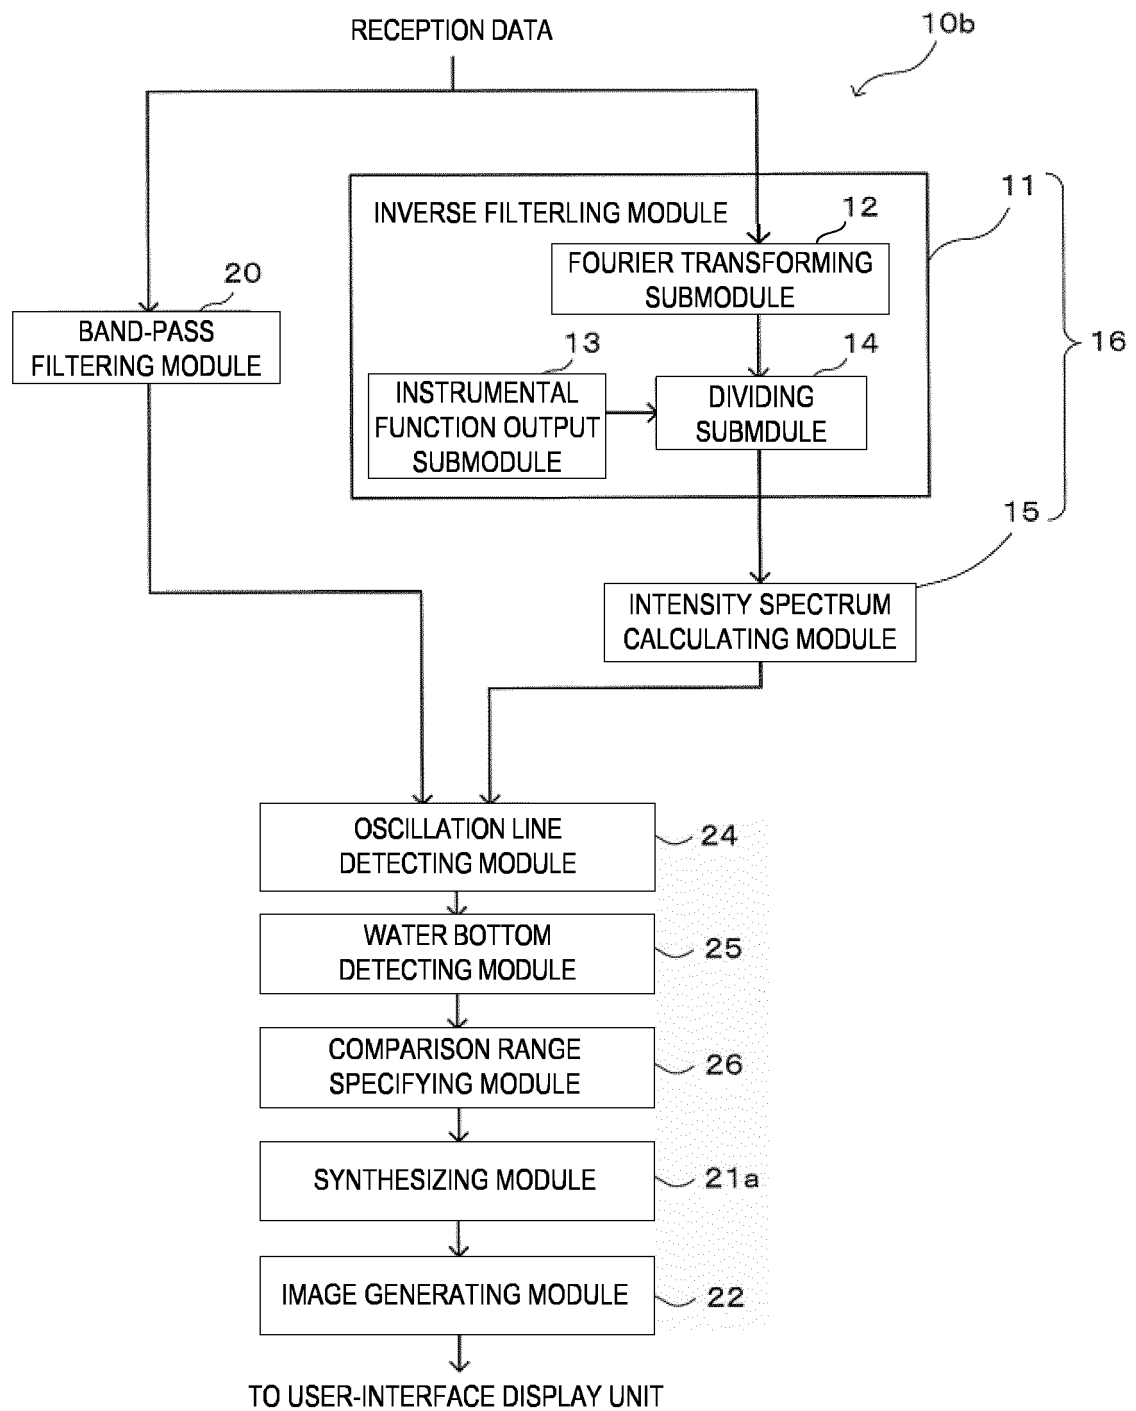 RECEPTION DATA
10b
INVERSE FILTERLING MODULE
11
12
FOURIER TRANSFORMING
SUBMODULE
20
BAND-PASS
FILTERING MODULE
13
INSTRUMENTAL
FUNCTION OUTPUT
SUBMODULE
14
DIVIDING
SUBMDULE
16
15
INTENSITY SPECTRUM
CALCULATING MODULE
OSCILLATION LINE
DETECTING MODULE
24
WATER BOTTOM
DETECTING MODULE
25
COMPARISON RANGE
SPECIFYING MODULE
26
SYNTHESIZING MODULE
21a
IMAGE GENERATING MODULE
22
TO USER-INTERFACE DISPLAY UNIT